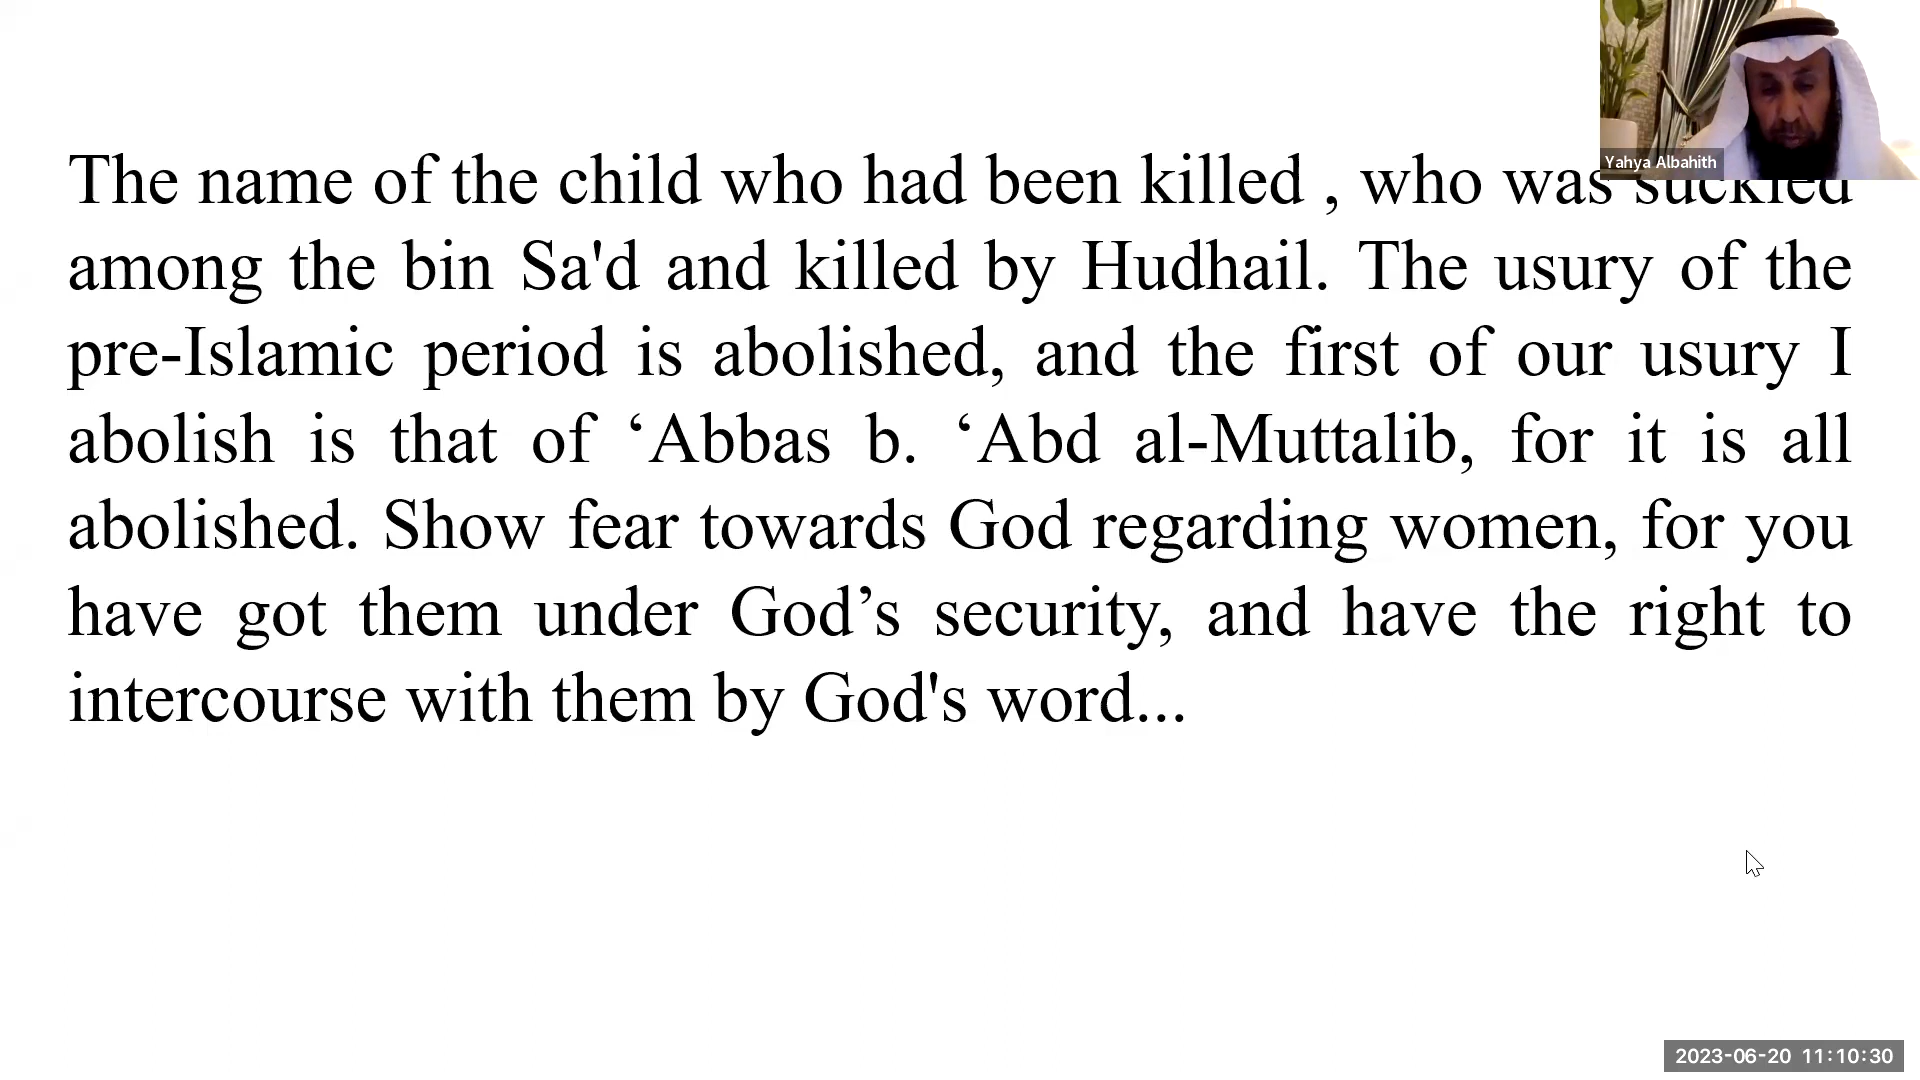 Yahya Albahith
The name of the child who had been killed , who was suckled
among the bin Sa'd and killed by Hudhail. The usury of the
pre-Islamic period is abolished, and the first of our usury I
abolish is that of ‘Abbas b. ‘Abd al-Muttalib, for it is all
abolished. Show fear towards God regarding women, for you
have got them under God’s security, and have the right to
intercourse with them by God's word...
2023-06-20 11:10:30